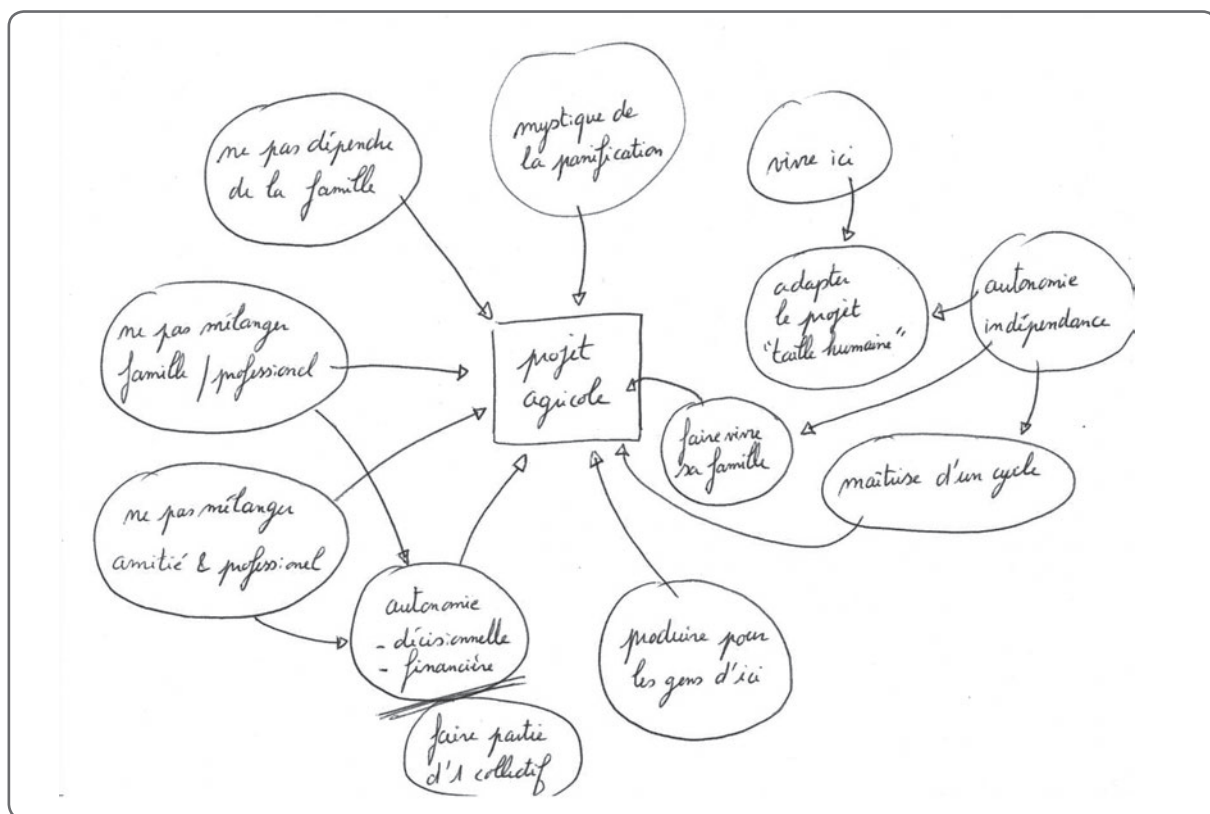 mystique de
la panification
ne pas dépendre
de la famille
vivre ici
adapter
le projet
"taille humaine"
autonomie
indépendance
ne pas mélanger
famille / professionel
projet
agricole
faire vivre
sa famille
maîtrise d'un cycle
ne pas mélanger
amitié & professionel
autonomie
- décisionnelle
- financière
produire pour
les gens d'ici
faire partie
d'1 collectif